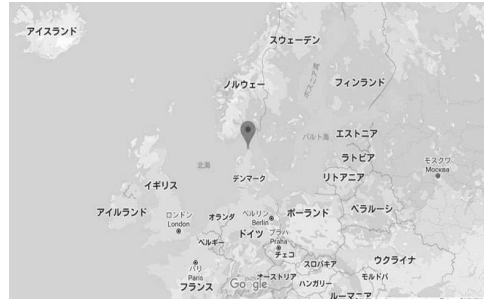 アイスランド
スウェーデン
ノルウェー
フィンランド
バルト海
エストニア
北海
ラトビア
モスクワ
Москва
デンマーク
リトアニア
イギリス
アイルランド
ロンドン
London
オランダ
ベルリン
Berlin
ポーランド
ベラルーシ
ベルギー
ドイツ
プラハ
Praha
チェコ
ウクライナ
パリ
Paris
スロバキア
フランス
Google
オーストリア
ハンガリー
モルドバ
ルーマニア